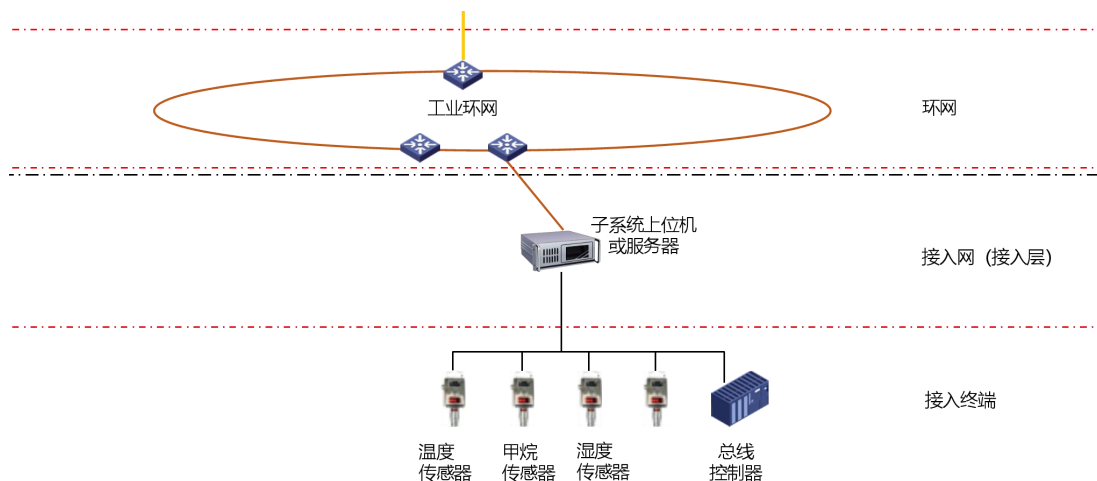 工业环网
环网
子系统上位机
或服务器
接入网（接入层）
接入终端
温度
传感器
甲烷
传感器
湿度
传感器
总线
控制器